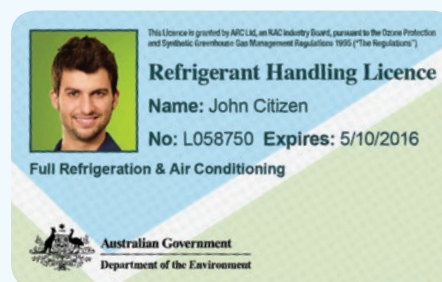 This Licence is granted by ARC Ltd, an RAC Industry Board, pursuant to the Ozone Protection
and Synthetic Greenhouse Gas Management Regulations 1995 ("The Regulations")
Refrigerant Handling Licence
Name: John Citizen
No: L058750 Expires: 5/10/2016
Full Refrigeration & Air Conditioning
Australian Government
Department of the Environment